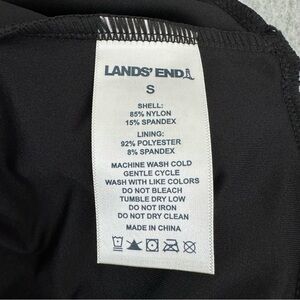 LANDS' END
S
SHELL:
85% NYLON
15% SPANDEX
LINING:
92% POLYESTER
8% SPANDEX
MACHINE WASH COLD
GENTLE CYCLE
WASH WITH LIKE COLORS
DO NOT BLEACH
TUMBLE DRY LOW
DO NOT IRON
DO NOT DRY CLEAN
MADE IN CHINA